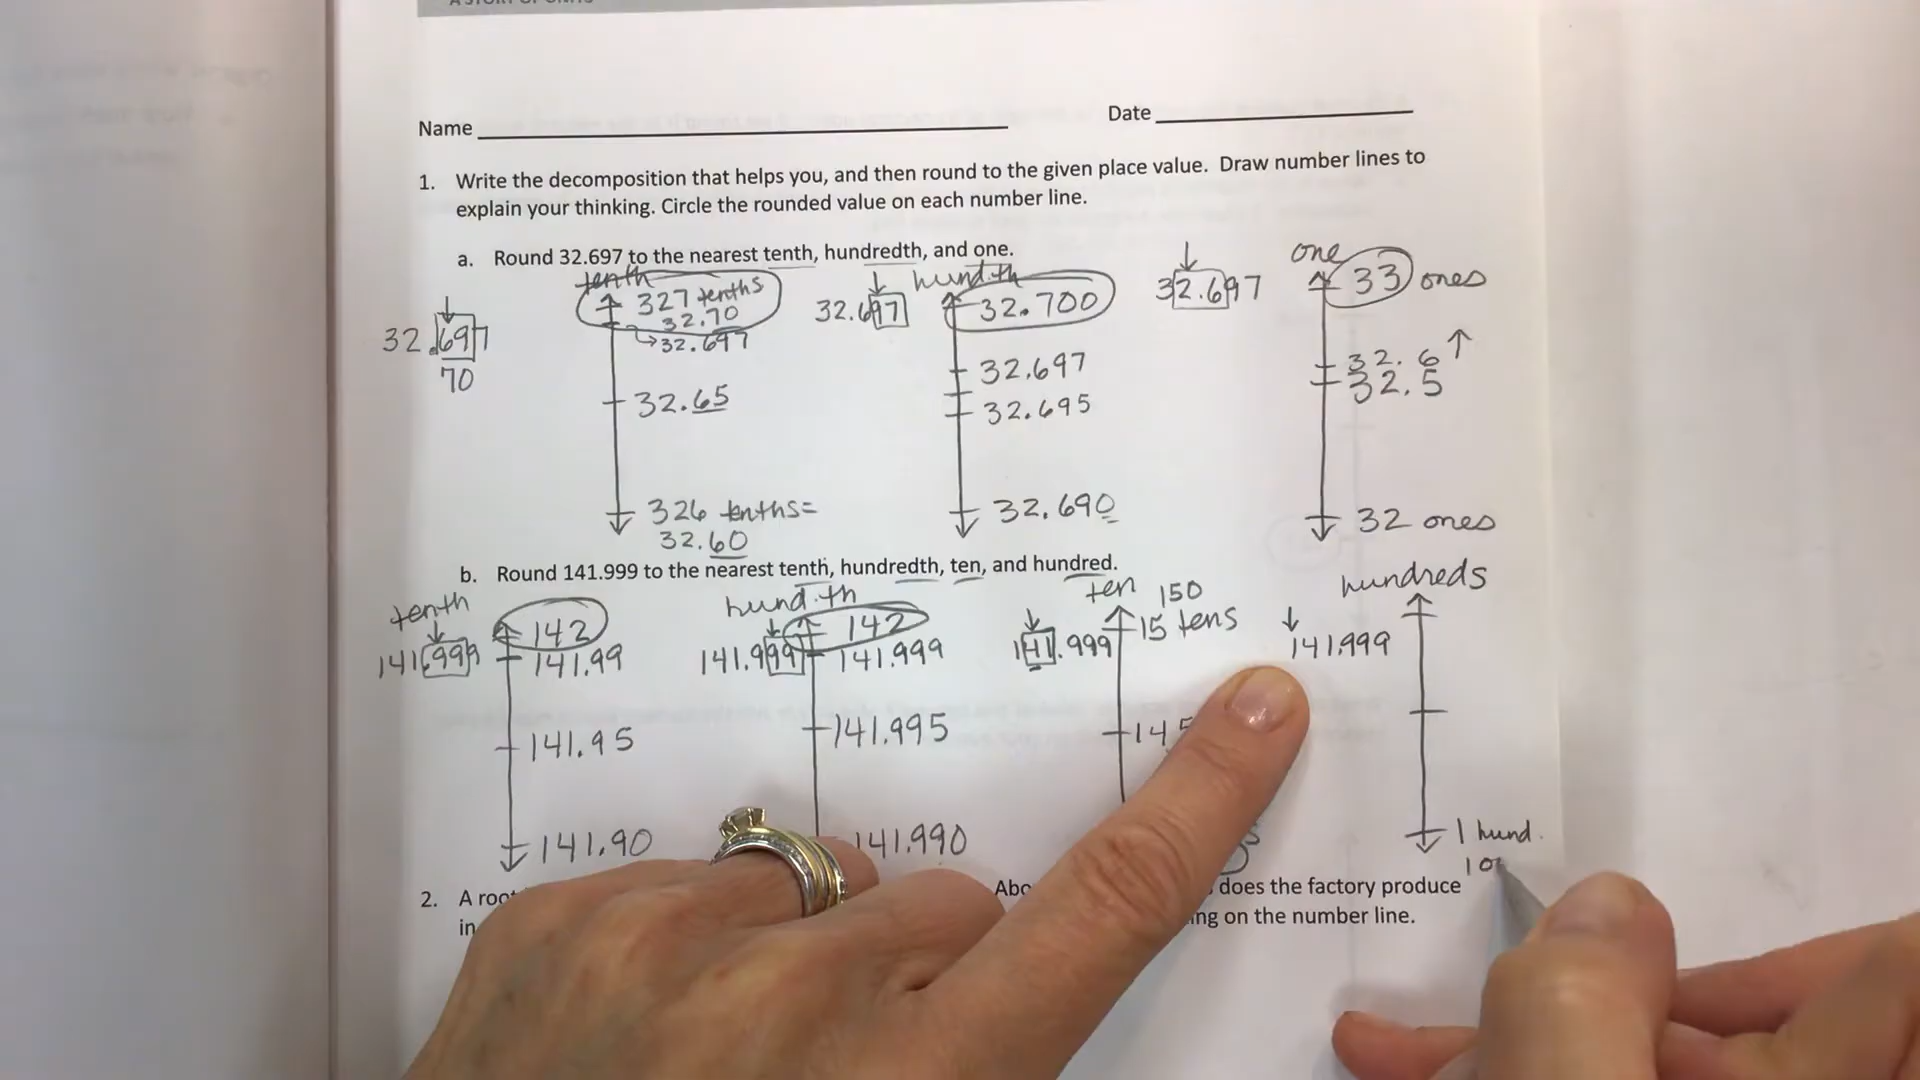 Name
Date
1. Write the decomposition that helps you, and then round to the given place value. Draw number lines to
explain your thinking. Circle the rounded value on each number line.
a. Round 32.697 to the nearest tenth, hundredth, and one.
tenth
327 tenths
32.70
32.697
32.697
70
32.65
326 tenths=
32.60
hund.th
32.697
32.700
32.697
32.695
32.690
one
32.697
33 ones
32.6
32.5
32 ones
b. Round 141.999 to the nearest tenth, hundredth, ten, and hundred.
tenth
141.999
142
141.99
141.95
141.90
hund.th
141.999
142
141.999
141.995
141.990
ten 150
15 tens
141.999
145
hundreds
141.999
1 hund.
10
2. A roo
does the factory produce
in
ng on the number line.